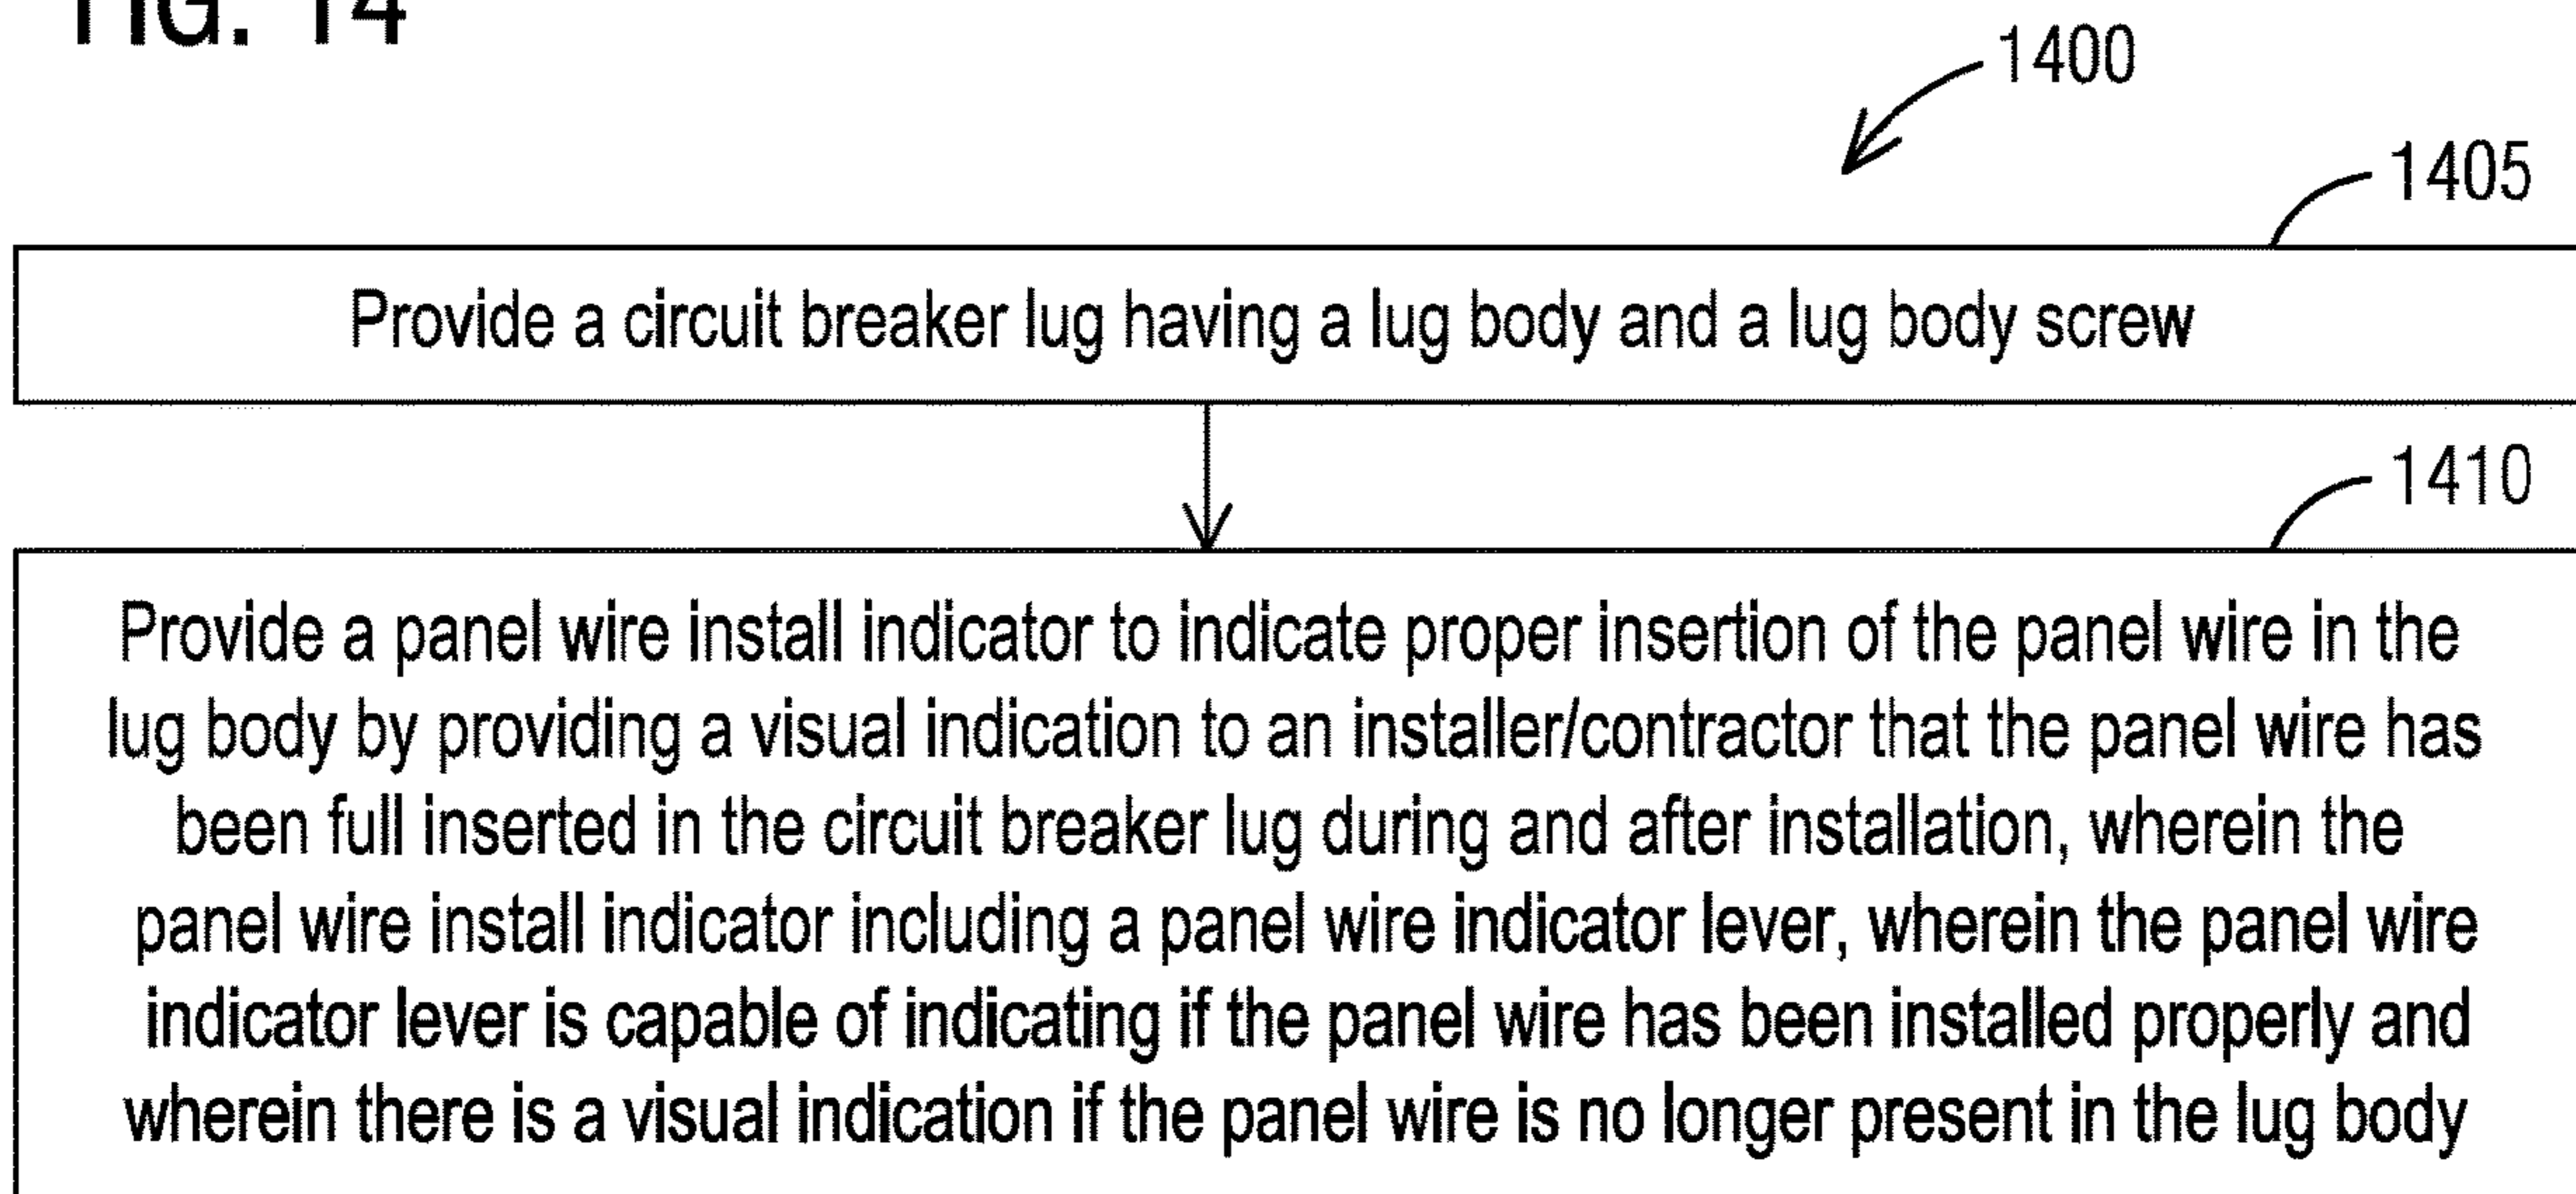 FIG. 14
1400
1405
Provide a circuit breaker lug having a lug body and a lug body screw
1410
Provide a panel wire install indicator to indicate proper insertion of the panel wire in the
lug body by providing a visual indication to an installer/contractor that the panel wire has
been full inserted in the circuit breaker lug during and after installation, wherein the
panel wire install indicator including a panel wire indicator lever, wherein the panel wire
indicator lever is capable of indicating if the panel wire has been installed properly and
wherein there is a visual indication if the panel wire is no longer present in the lug body